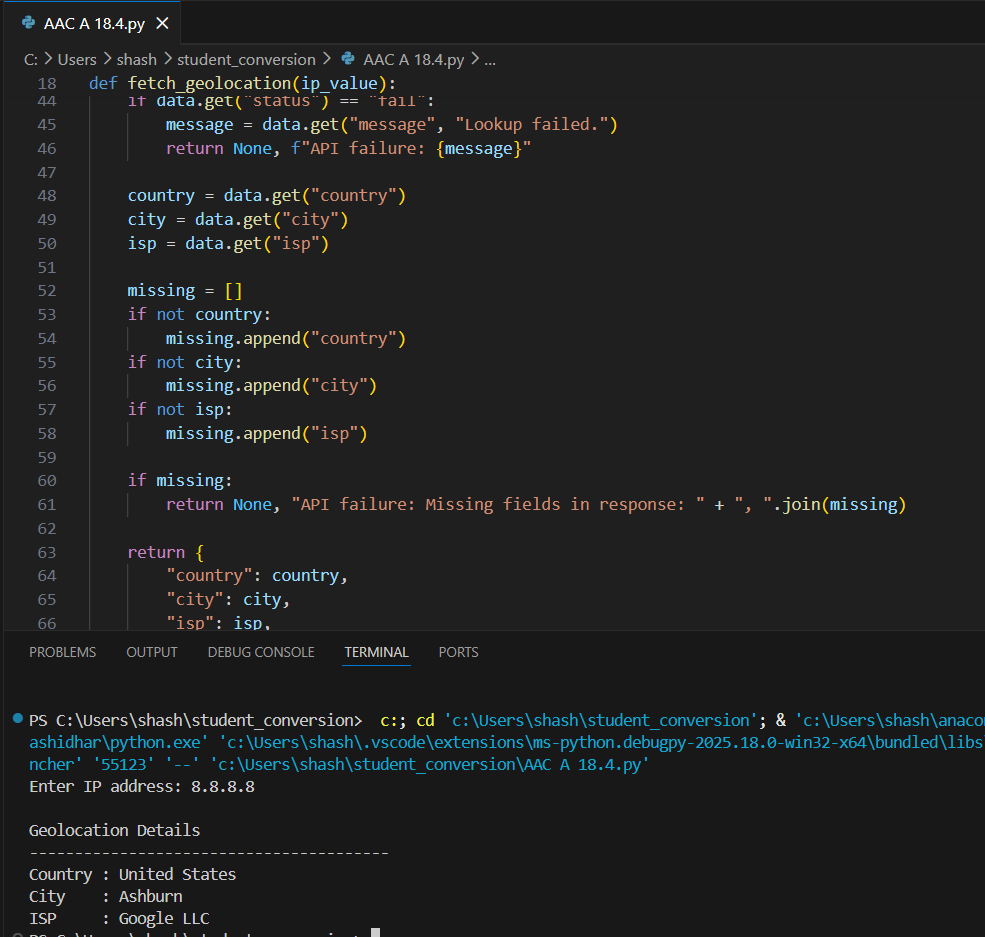 AAC A 18.4.py ×
C: > Users > shash > student_conversion > AAC A 18.4.py > ...
18 def fetch_geolocation(ip_value):
44 if data.get("status") == "fail":
45 message = data.get("message", "Lookup failed.")
46 return None, f"API failure: {message}"
47
48 country = data.get("country")
49 city = data.get("city")
50 isp = data.get("isp")
51
52 missing = []
53 if not country:
54 missing.append("country")
55 if not city:
56 missing.append("city")
57 if not isp:
58 missing.append("isp")
59
60 if missing:
61 return None, "API failure: Missing fields in response: " + ", ".join(missing)
62
63 return {
64 "country": country,
65 "city": city,
66 "isp": isp,
PROBLEMS OUTPUT DEBUG CONSOLE TERMINAL PORTS
PS C:\Users\shash\student_conversion> c:; cd 'c:\Users\shash\student_conversion'; & 'c:\Users\shash\anaco
ashidhar\python.exe' 'c:\Users\shash\.vscode\extensions\ms-python.debugpy-2025.18.0-win32-x64\bundled\libs
ncher' '55123' '--' 'c:\Users\shash\student_conversion\AAC A 18.4.py'
Enter IP address: 8.8.8.8
Geolocation Details
----------------------------------------
Country : United States
City : Ashburn
ISP : Google LLC